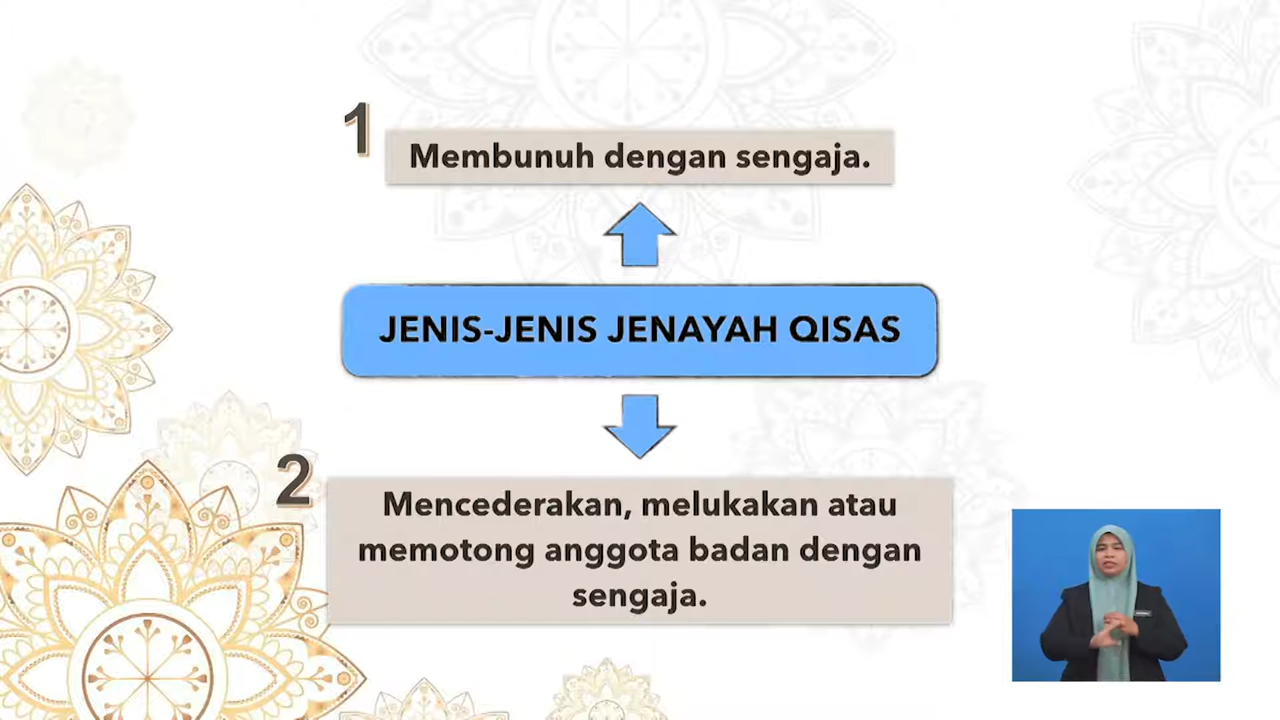 1
Membunuh dengan sengaja.
JENIS-JENIS JENAYAH QISAS
2
Mencederakan, melukakan atau
memotong anggota badan dengan
sengaja.